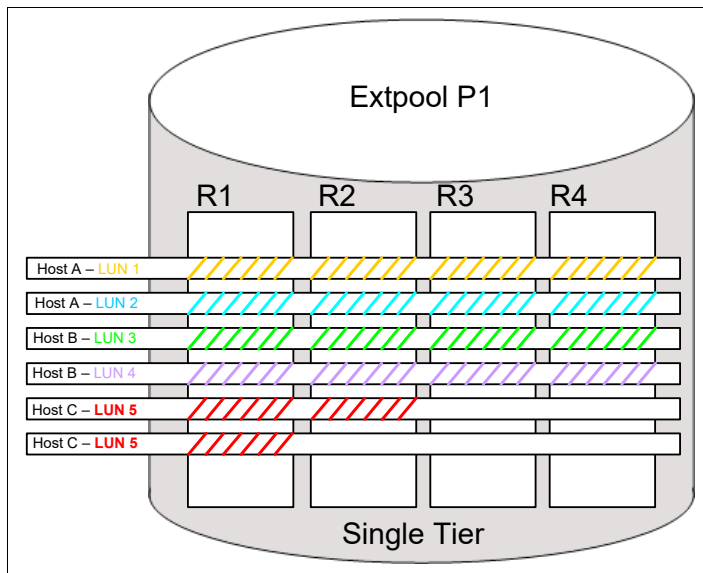 Extpool P1
R1 R2 R3 R4
Host A – LUN 1
Host A – LUN 2
Host B – LUN 3
Host B – LUN 4
Host C – LUN 5
Host C – LUN 5
Single Tier